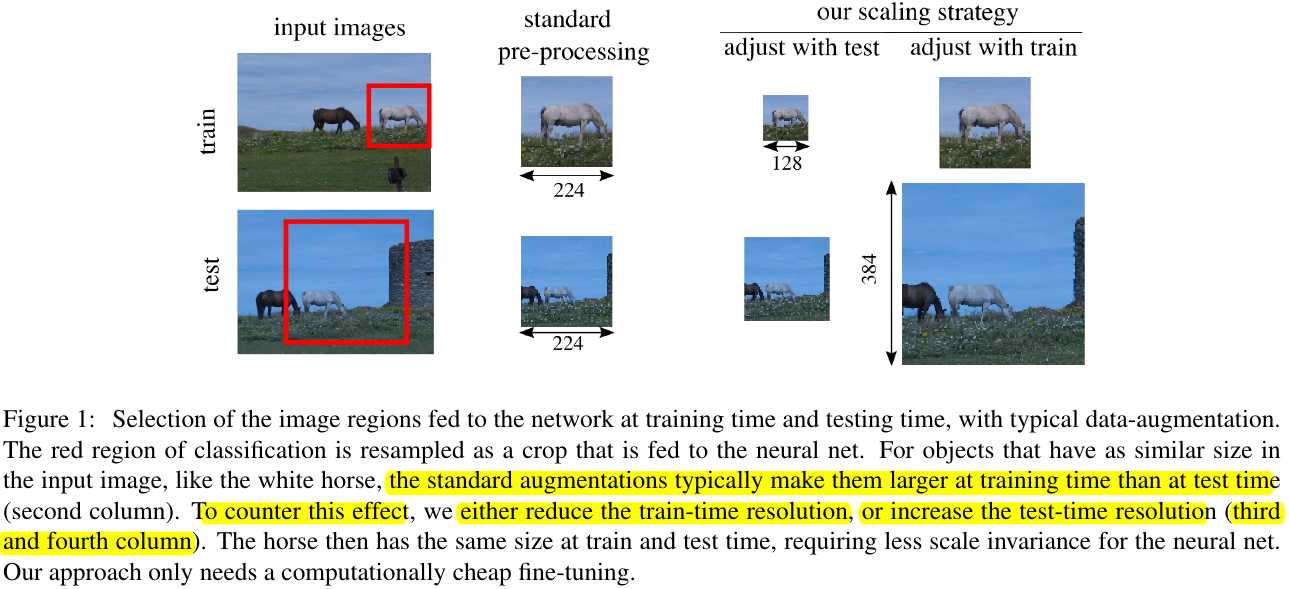 input images
standard
pre-processing
our scaling strategy
adjust with test
adjust with train
train
224
128
test
224
384
Figure 1: Selection of the image regions fed to the network at training time and testing time, with typical data-augmentation.
The red region of classification is resampled as a crop that is fed to the neural net. For objects that have as similar size in
the input image, like the white horse, the standard augmentations typically make them larger at training time than at test time
(second column). To counter this effect, we either reduce the train-time resolution, or increase the test-time resolution (third
and fourth column). The horse then has the same size at train and test time, requiring less scale invariance for the neural net.
Our approach only needs a computationally cheap fine-tuning.